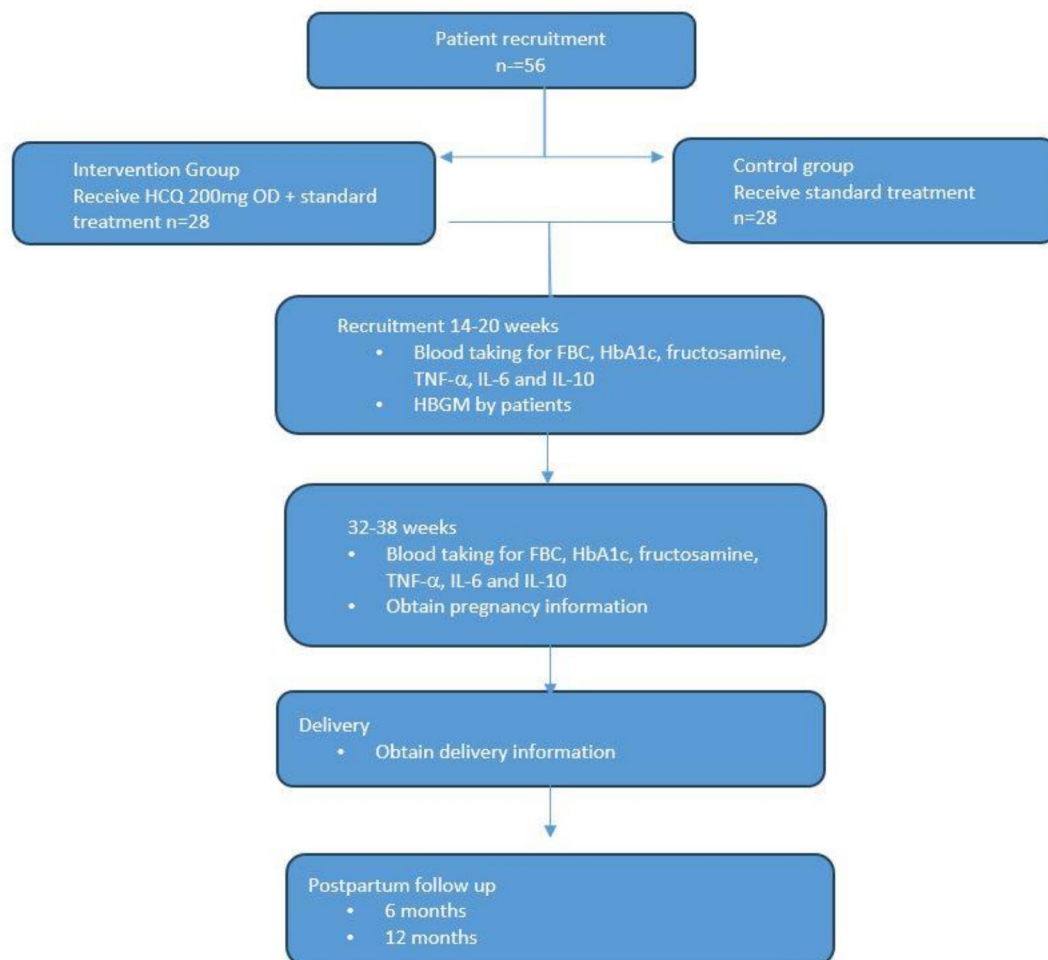 Patient recruitment
n-=56
Intervention Group
Receive HCQ 200mg OD + standard
treatment n=28
Control group
Receive standard treatment
n=28
Recruitment 14-20 weeks
• Blood taking for FBC, HbA1c, fructosamine,
TNF-α, IL-6 and IL-10
• HBGM by patients
32-38 weeks
• Blood taking for FBC, HbA1c, fructosamine,
TNF-α, IL-6 and IL-10
• Obtain pregnancy information
Delivery
• Obtain delivery information
Postpartum follow up
• 6 months
• 12 months